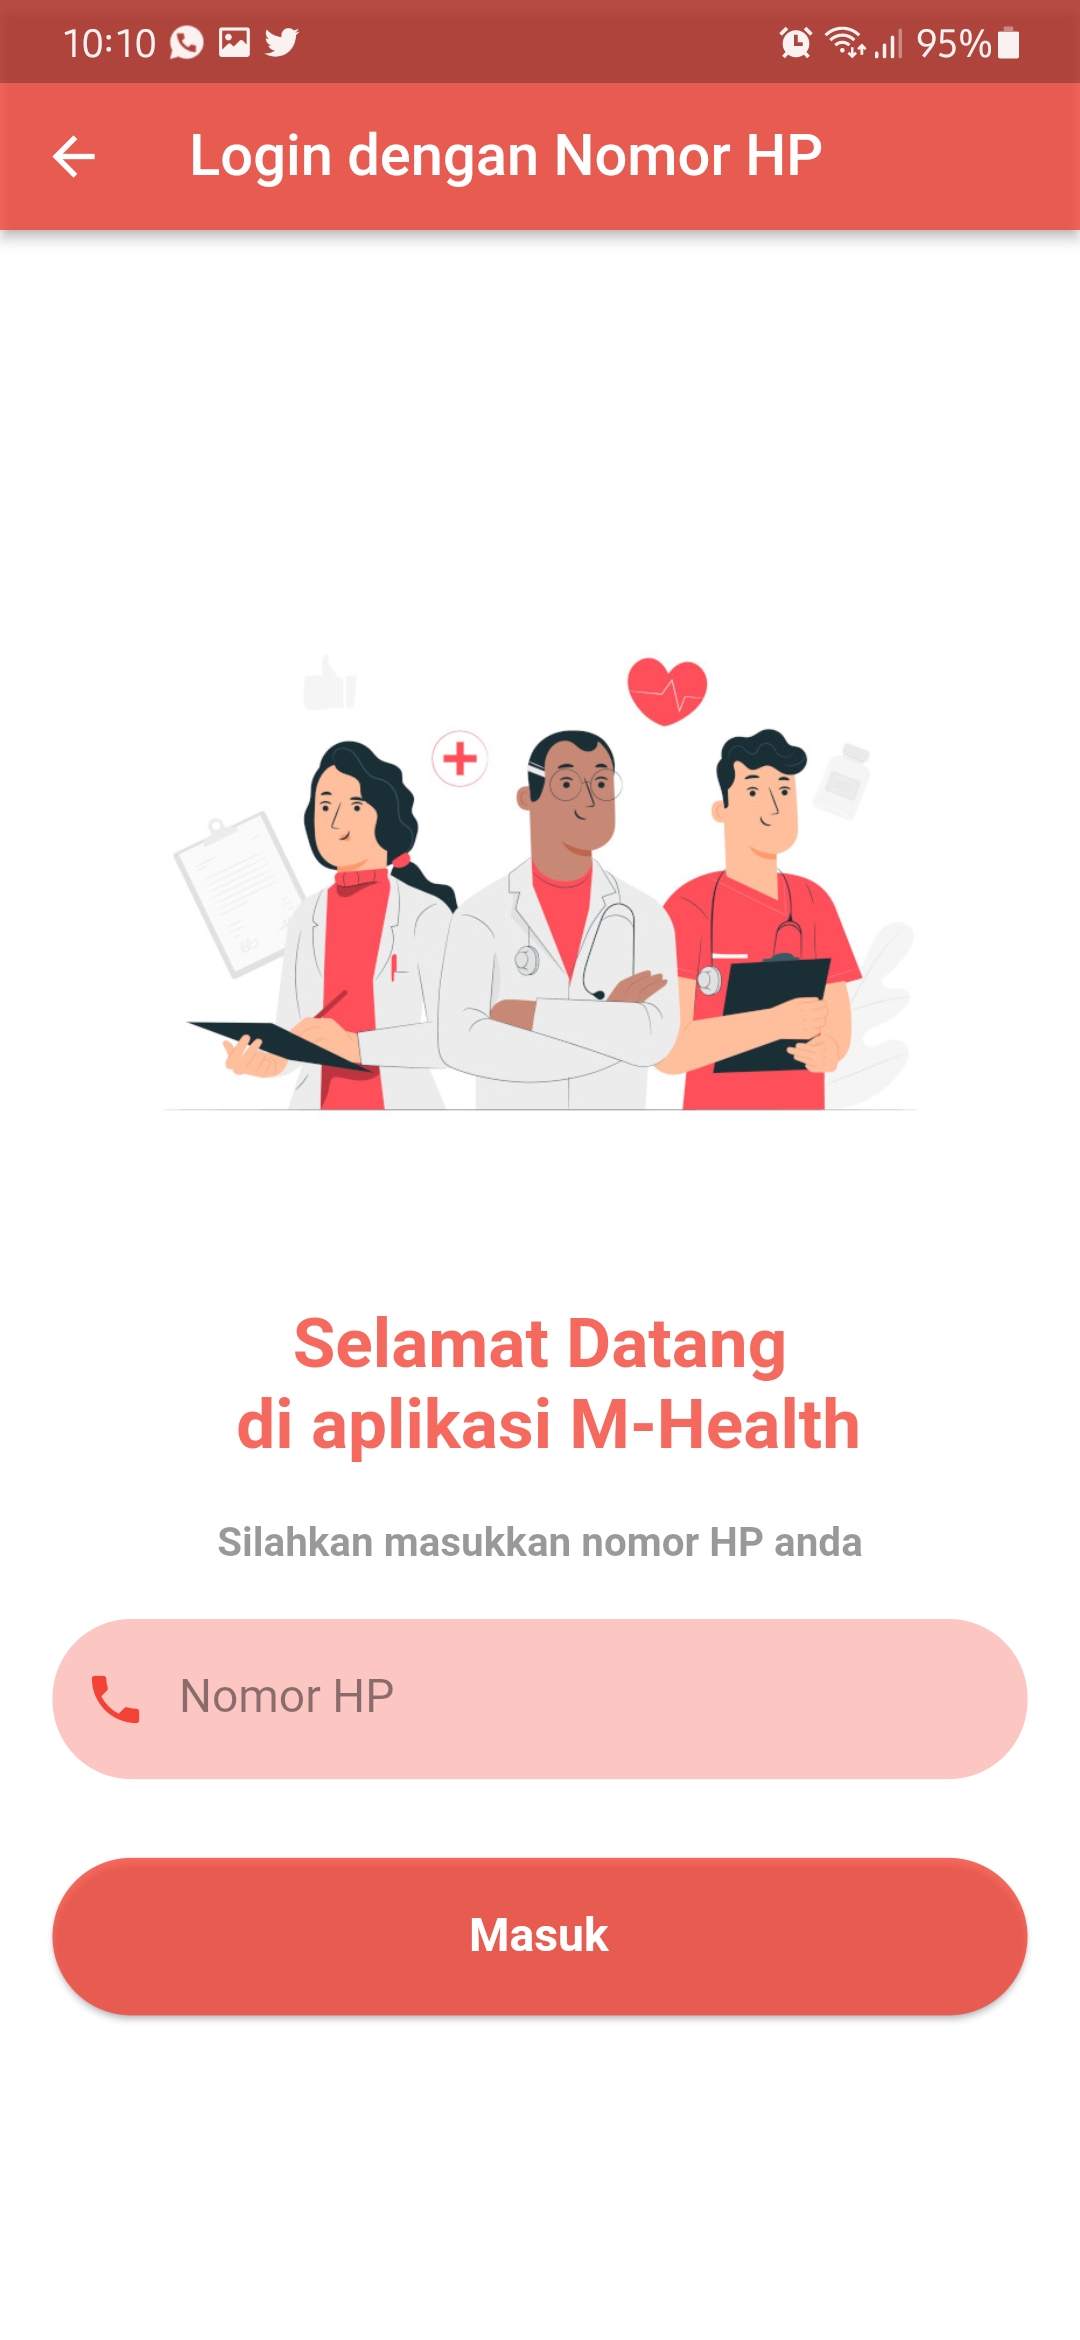 10:10 95%
Login dengan Nomor HP
Selamat Datang
di aplikasi M-Health
Silahkan masukkan nomor HP anda
Nomor HP
Masuk